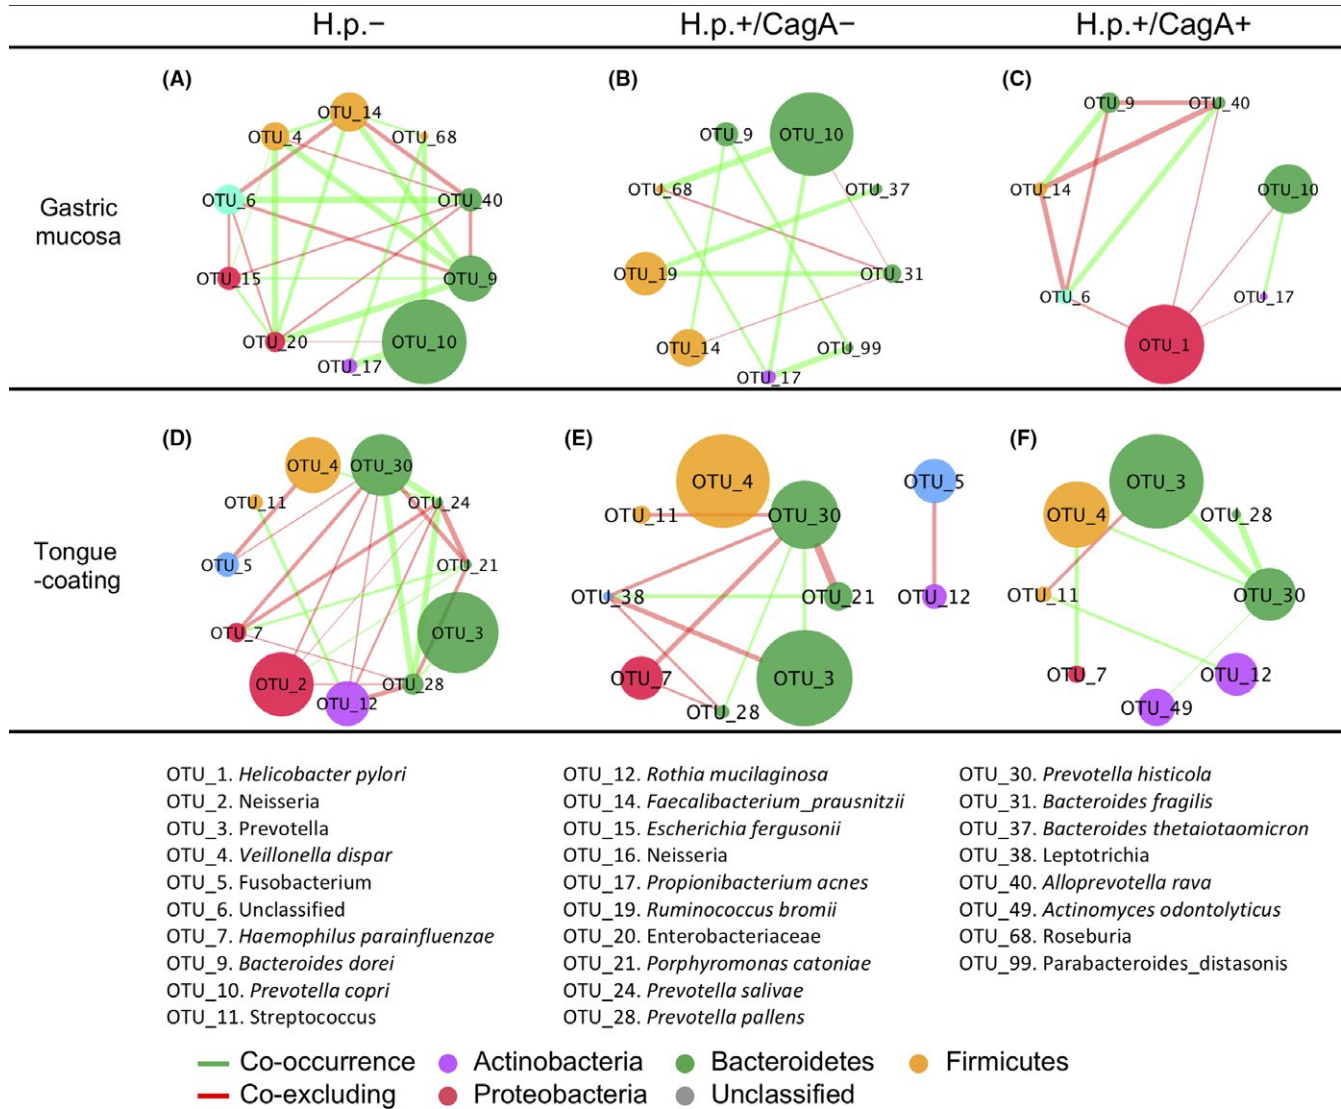 H.p.− H.p.+/CagA− H.p.+/CagA+
Gastric
mucosa
(A)
OTU_14
OTU_4
OTU_68
OTU_6
OTU_40
OTU_15
OTU_9
OTU_20
OTU_10
OTU_17
(B)
OTU_9
OTU_10
OTU_68
OTU_37
OTU_19
OTU_31
OTU_14
OTU_99
OTU_17
(C)
OTU_9
OTU_40
OTU_14
OTU_10
OTU_6
OTU_17
OTU_1
Tongue
-coating
(D)
OTU_4
OTU_30
OTU_11
OTU_24
OTU_5
OTU_21
OTU_7
OTU_3
OTU_2
OTU_28
OTU_12
(E)
OTU_4
OTU_5
OTU_11
OTU_30
OTU_38
OTU_21
OTU_12
OTU_7
OTU_3
OTU_28
(F)
OTU_3
OTU_4
OTU_28
OTU_11
OTU_30
OTU_7
OTU_12
OTU_49
OTU_1. Helicobacter pylori
OTU_2. Neisseria
OTU_3. Prevotella
OTU_4. Veillonella dispar
OTU_5. Fusobacterium
OTU_6. Unclassified
OTU_7. Haemophilus parainfluenzae
OTU_9. Bacteroides dorei
OTU_10. Prevotella copri
OTU_11. Streptococcus
OTU_12. Rothia mucilaginosa
OTU_14. Faecalibacterium_prausnitzii
OTU_15. Escherichia fergusonii
OTU_16. Neisseria
OTU_17. Propionibacterium acnes
OTU_19. Ruminococcus bromii
OTU_20. Enterobacteriaceae
OTU_21. Porphyromonas catoniae
OTU_24. Prevotella salivae
OTU_28. Prevotella pallens
OTU_30. Prevotella histicola
OTU_31. Bacteroides fragilis
OTU_37. Bacteroides thetaiotaomicron
OTU_38. Leptotrichia
OTU_40. Alloprevotella rava
OTU_49. Actinomyces odontolyticus
OTU_68. Roseburia
OTU_99. Parabacteroides_distasonis
Co-occurrence Actinobacteria Bacteroidetes Firmicutes
Co-excluding Proteobacteria Unclassified